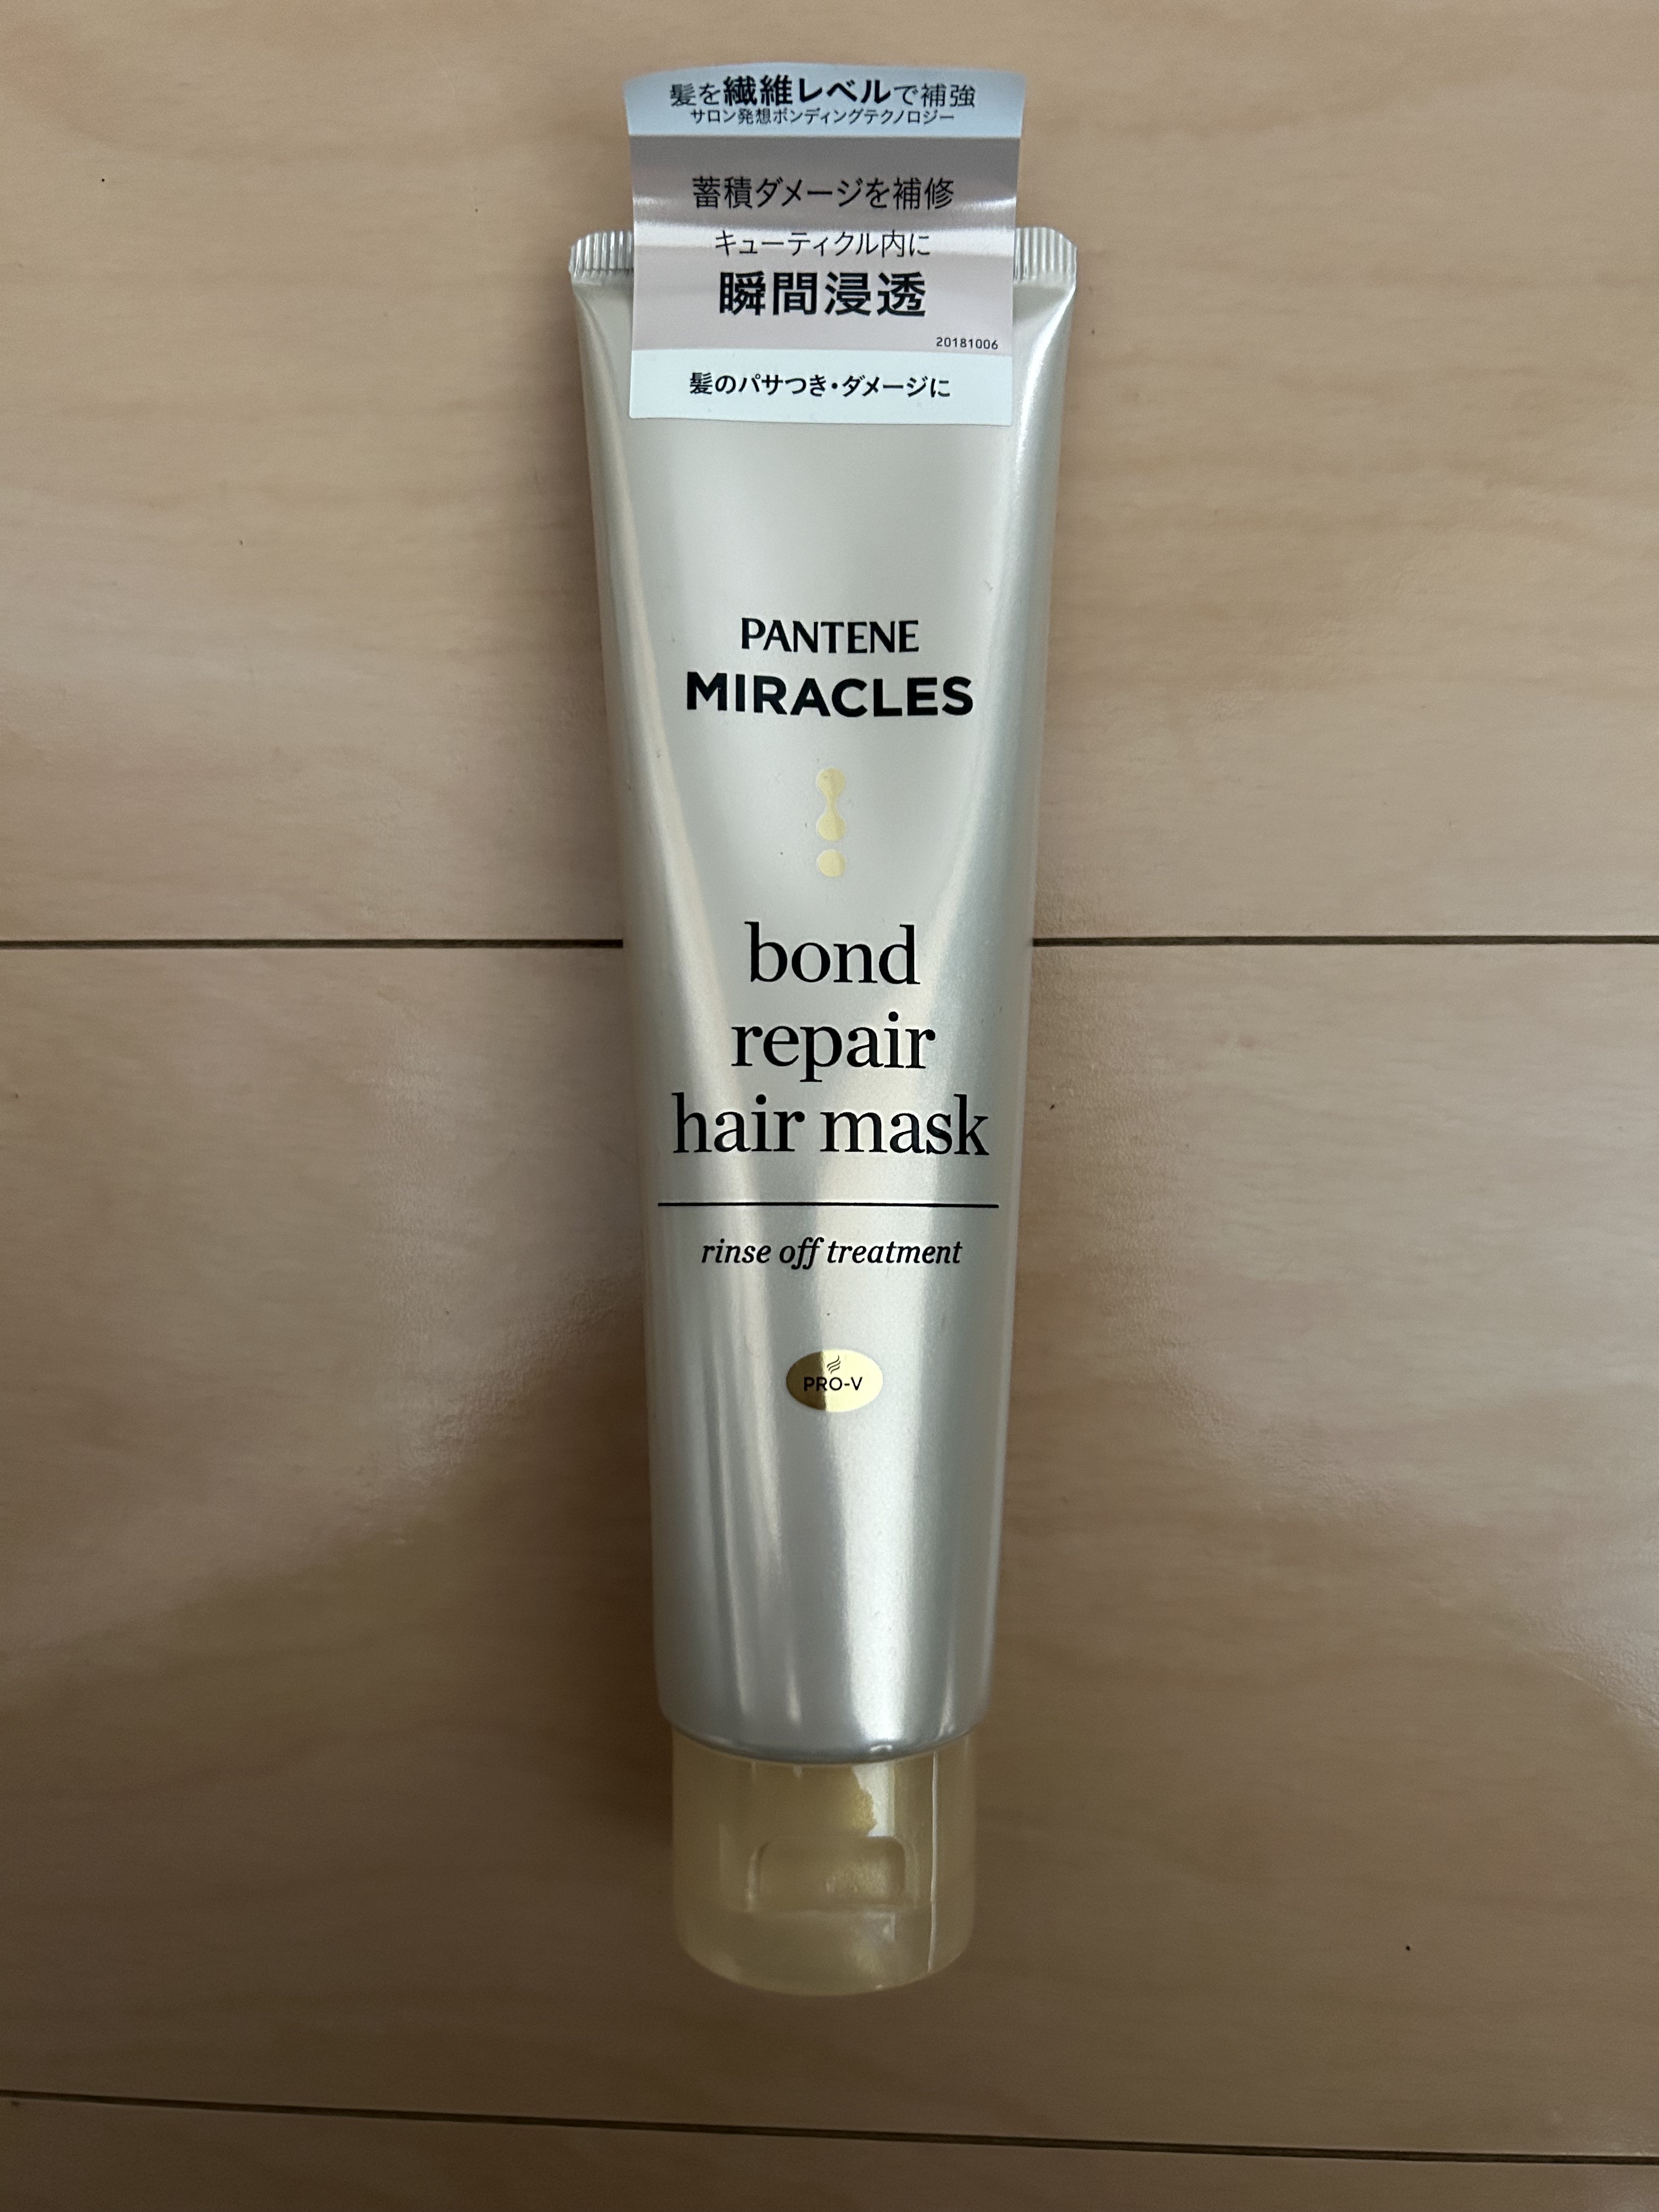 髪を繊維レベルで補強
サロン発想ボンディングテクノロジー
蓄積ダメージを補修
キューティクル内に
瞬間浸透
20181006
髪のパサつき・ダメージに
PANTENE
MIRACLES
bond
repair
hair mask
rinse off treatment
PRO-V